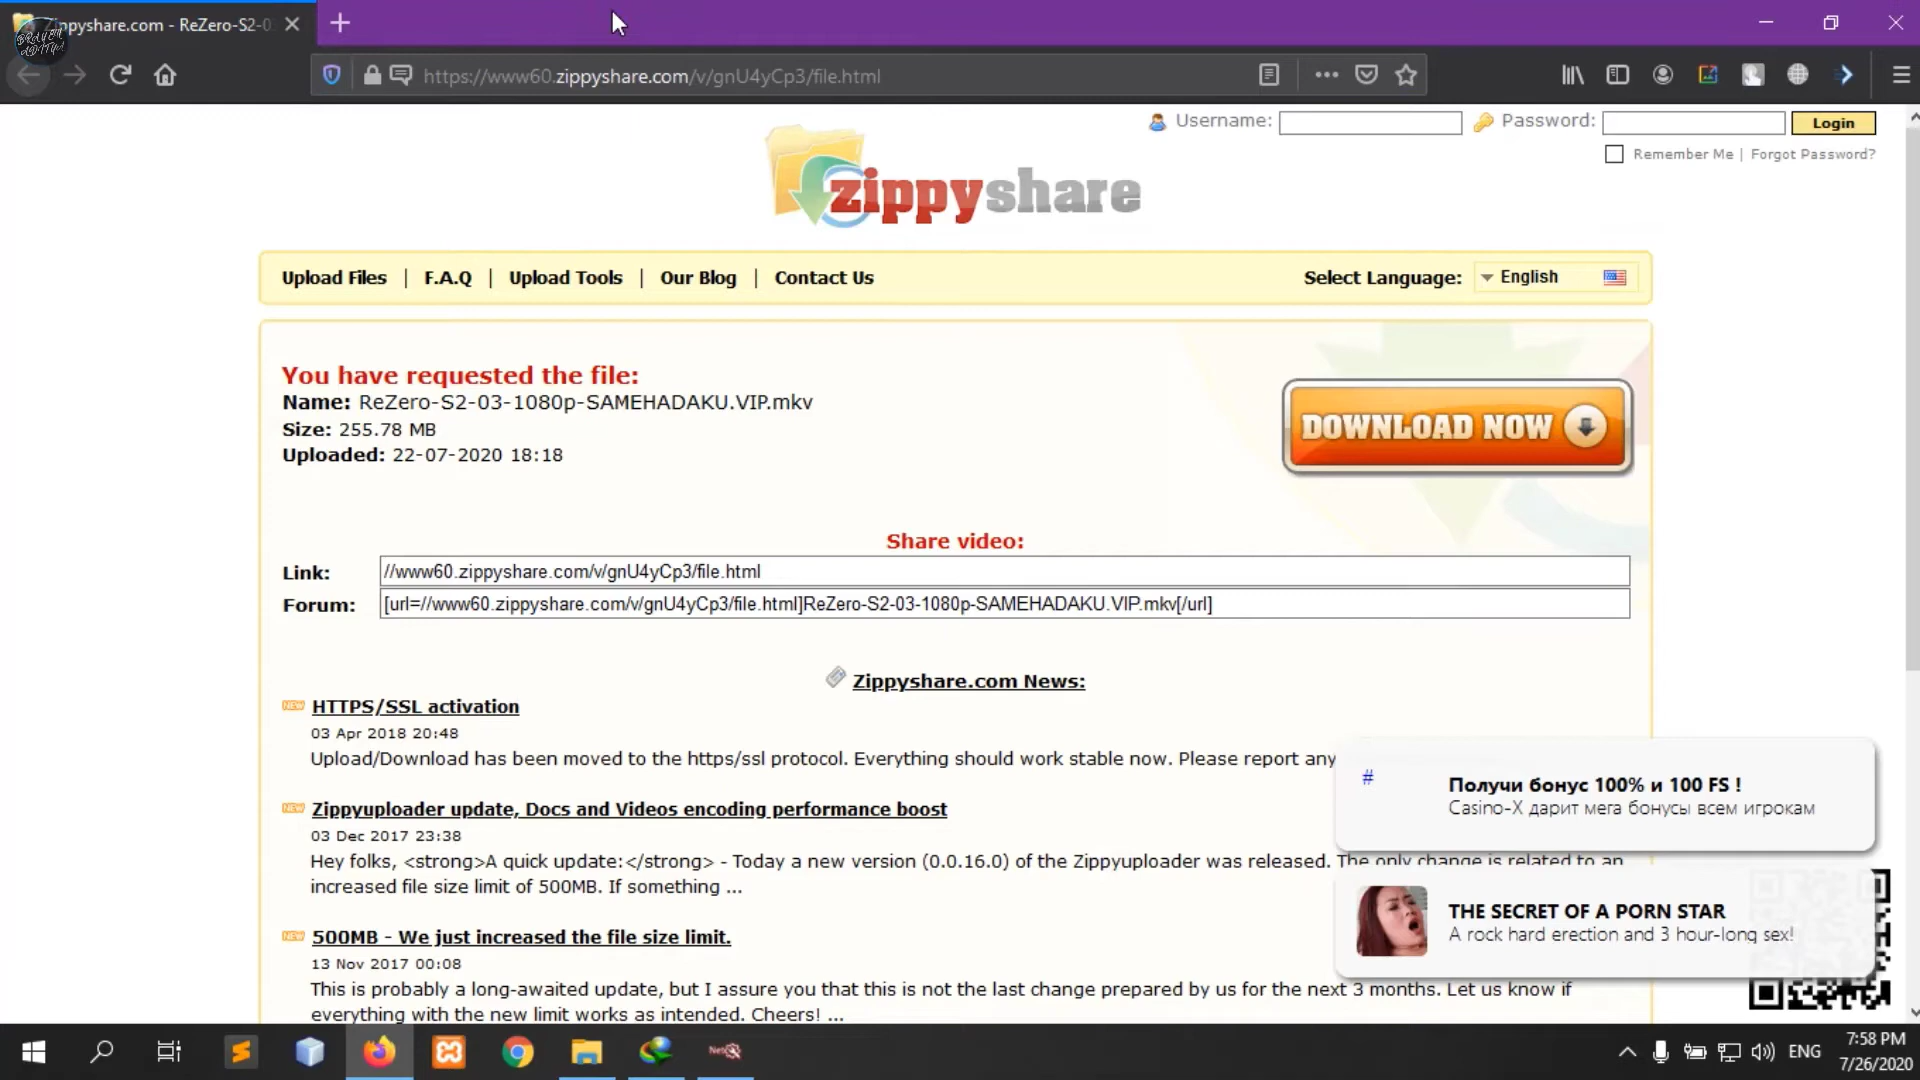 Zippyshare.com - ReZero-S2-0
https://www60.zippyshare.com/v/gnU4yCp3/file.html
Username:
Password:
Login
Remember Me | Forgot Password?
zippyshare
Upload Files | F.A.Q | Upload Tools | Our Blog | Contact Us
Select Language: English
You have requested the file:
Name: ReZero-S2-03-1080p-SAMEHADAKU.VIP.mkv
Size: 255.78 MB
Uploaded: 22-07-2020 18:18
DOWNLOAD NOW
Share video:
Link: //www60.zippyshare.com/v/gnU4yCp3/file.html
Forum: [url=//www60.zippyshare.com/v/gnU4yCp3/file.html]ReZero-S2-03-1080p-SAMEHADAKU.VIP.mkv[/url]
Zippyshare.com News:
NEW HTTPS/SSL activation
03 Apr 2018 20:48
Upload/Download has been moved to the https/ssl protocol. Everything should work stable now. Please report any
NEW Zippyuploader update, Docs and Videos encoding performance boost
03 Dec 2017 23:38
Hey folks, <strong>A quick update:</strong> - Today a new version (0.0.16.0) of the Zippyuploader was released. The only change is related to an
increased file size limit of 500MB. If something ...
NEW 500MB - We just increased the file size limit.
13 Nov 2017 00:08
This is probably a long-awaited update, but I assure you that this is not the last change prepared by us for the next 3 months. Let us know if
everything with the new limit works as intended. Cheers! ...
#
Получи бонус 100% и 100 FS !
Casino-X дарит мега бонусы всем игрокам
THE SECRET OF A PORN STAR
A rock hard erection and 3 hour-long sex!
ENG
7:58 PM
7/26/2020